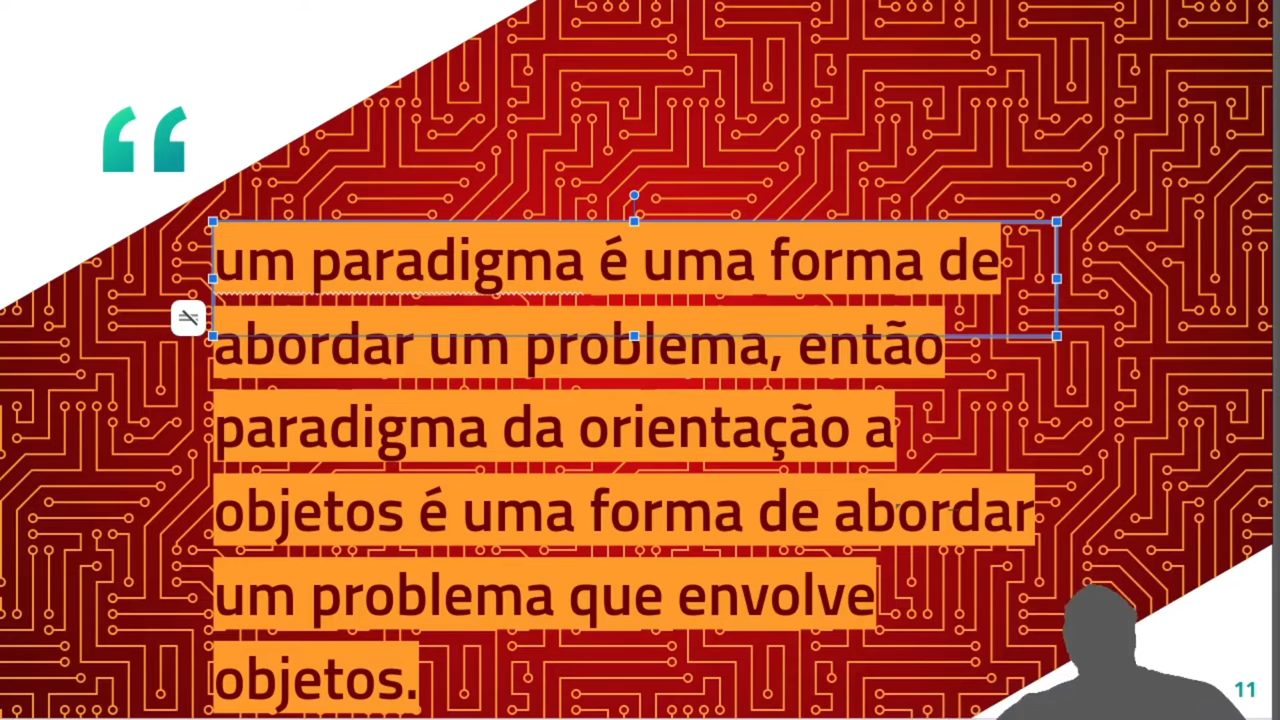 “
um paradigma é uma forma de
abordar um problema, então
paradigma da orientação a
objetos é uma forma de abordar
um problema que envolve
objetos.
11